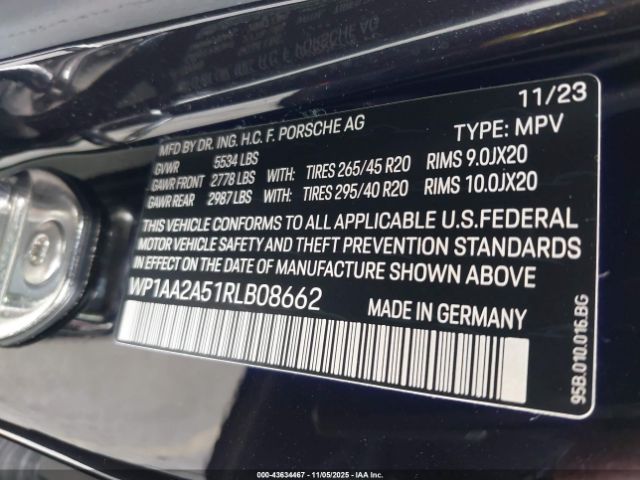 11/23
MFD BY DR. ING. H.C. F. PORSCHE AG
TYPE: MPV
GVWR 5534 LBS
GAWR FRONT 2778 LBS WITH: TIRES 265/45 R20 RIMS 9.0JX20
GAWR REAR 2987 LBS WITH: TIRES 295/40 R20 RIMS 10.0JX20
THIS VEHICLE CONFORMS TO ALL APPLICABLE U.S.FEDERAL
MOTOR VEHICLE SAFETY AND THEFT PREVENTION STANDARDS
IN EFFECT ON THE DATE OF MANUFACTURE SHOWN ABOVE
WP1AA2A51RLB08662 MADE IN GERMANY
95B.010.016.BG
000-43634467 - 11/05/2025 - IAAI.CA